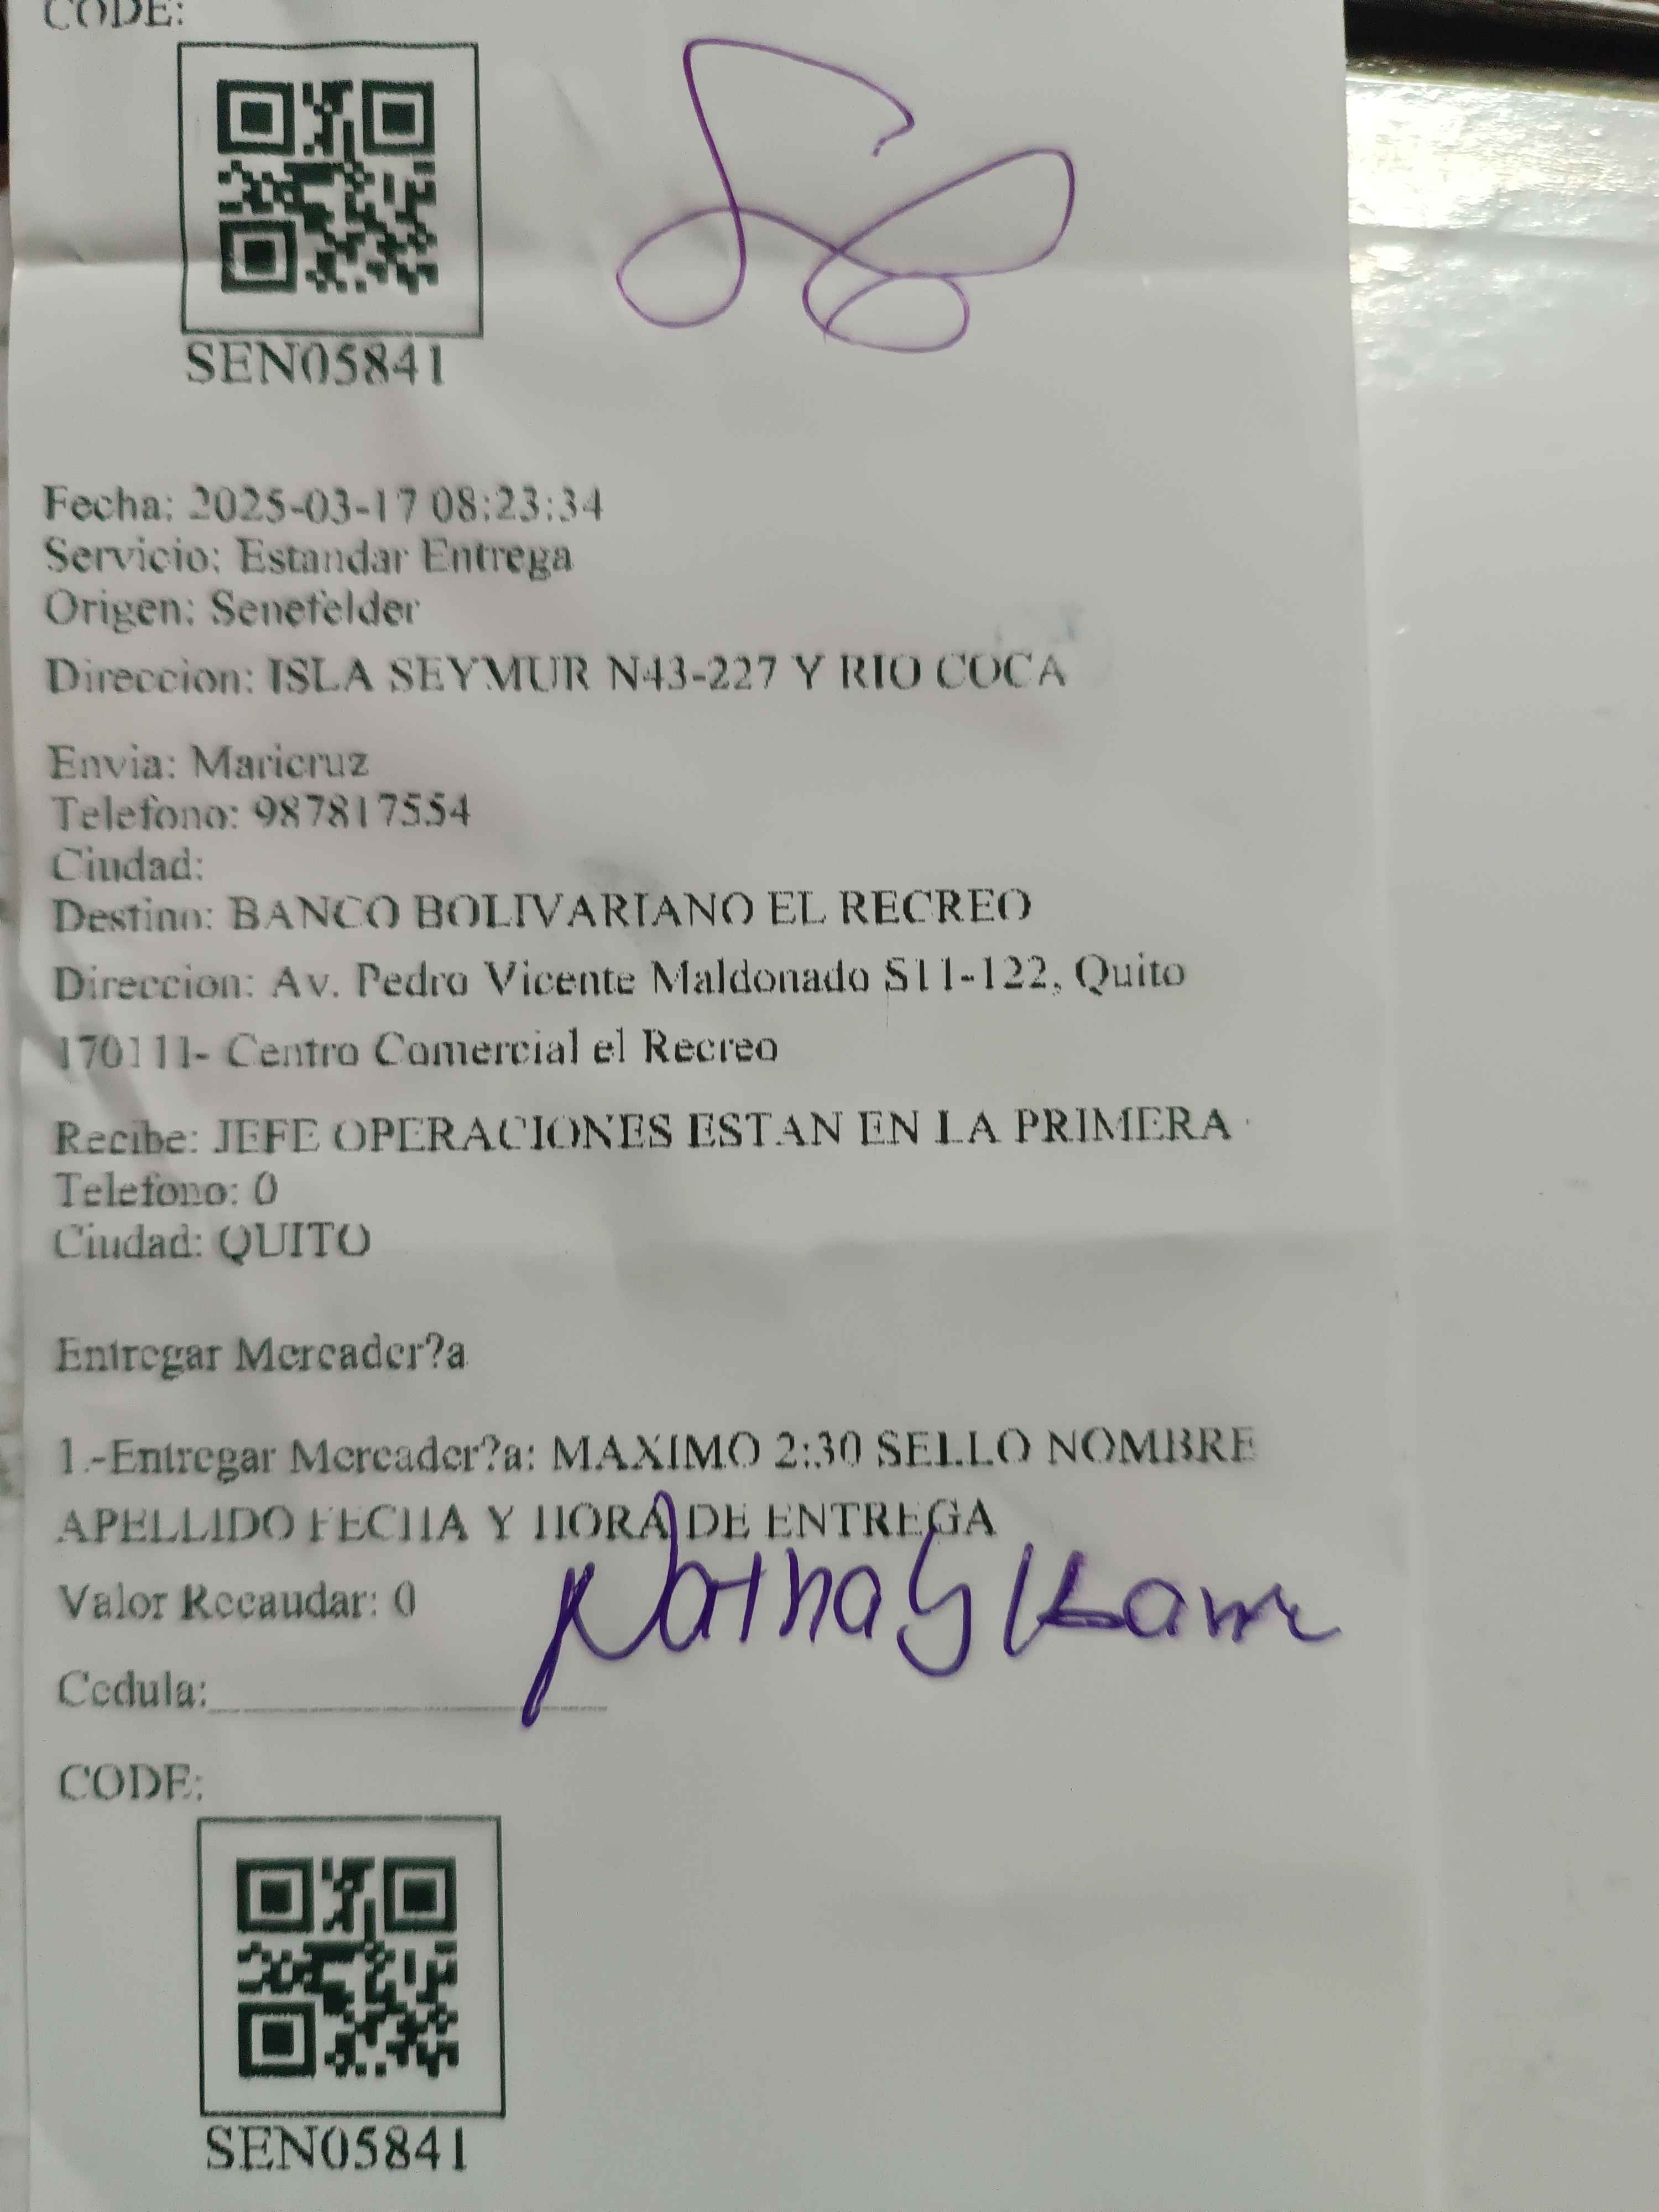 CODE:
SEN05841
Fecha: 2025-03-17 08:23:34
Servicio: Estandar Entrega
Origen: Senefelder
Direccion: ISLA SEYMUR N43-227 Y RIO COCA
Envia: Maricruz
Telefono: 987817554
Ciudad:
Destino: BANCO BOLIVARIANO EL RECREO
Direccion: Av. Pedro Vicente Maldonado S11-122, Quito
170111- Centro Comercial el Recreo
Recibe: JEFE OPERACIONES ESTAN EN LA PRIMERA
Telefono: 0
Ciudad: QUITO
Entregar Mercader?a
1.-Entregar Mercader?a: MAXIMO 2:30 SELLO NOMBRE
APELLIDO FECHA Y HORA DE ENTREGA
Valor Recaudar: 0
Cedula:
CODE:
SEN05841